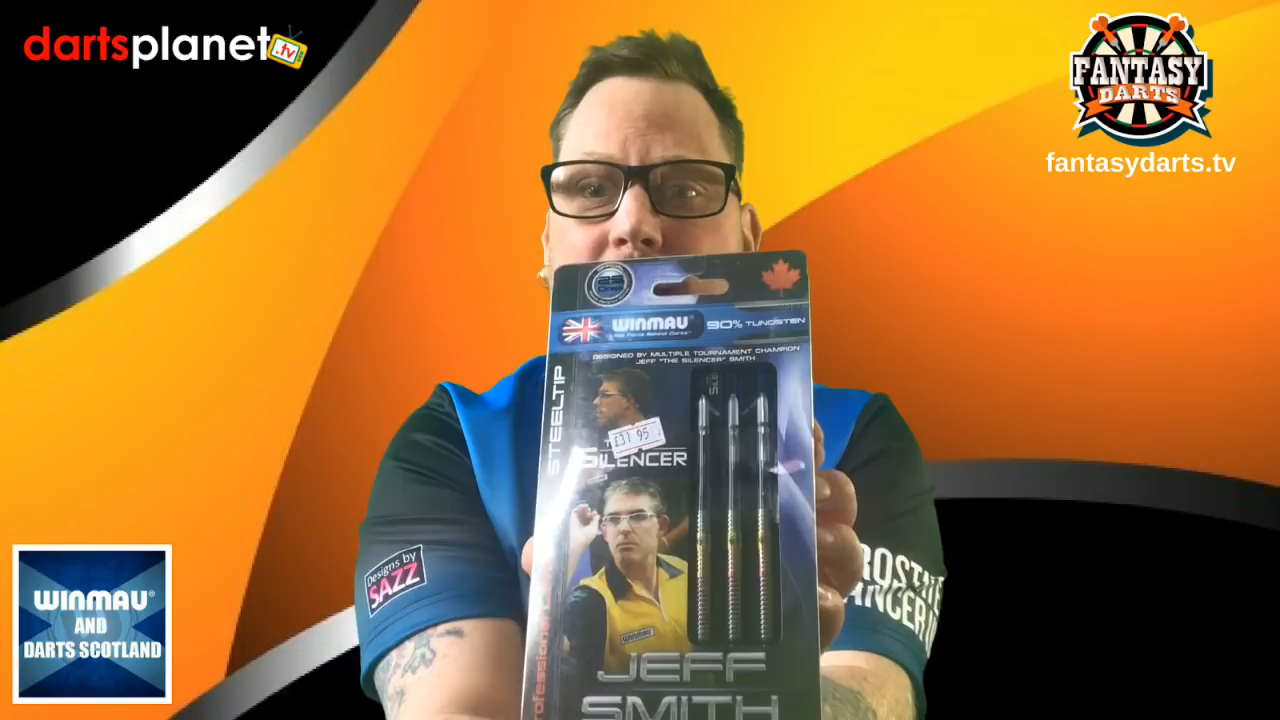 dartsplanet.tv
FANTASY
DARTS
fantasydarts.tv
WINMAU®
90% TUNGSTEN
DESIGNED BY MULTIPLE TOURNAMENT CHAMPION
JEFF "THE SILENCER" SMITH
STEELTIP
£31.95
SILENCER
WINMAU
JEFF
SMITH
Designs by
SAZZ
WINMAU®
AND
DARTS SCOTLAND